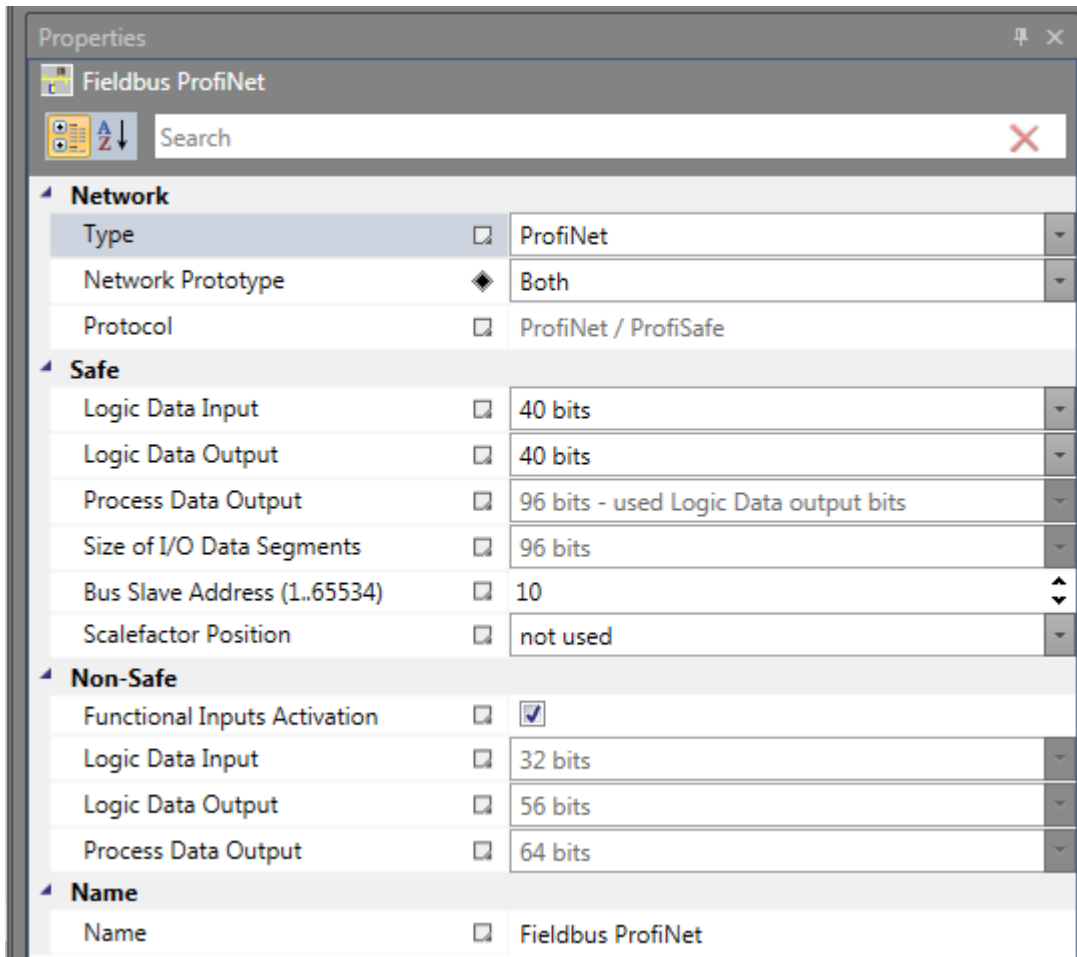 Properties
Fieldbus ProfiNet
Search
Network
Type ProfiNet
Network Prototype Both
Protocol ProfiNet / ProfiSafe
Safe
Logic Data Input 40 bits
Logic Data Output 40 bits
Process Data Output 96 bits - used Logic Data output bits
Size of I/O Data Segments 96 bits
Bus Slave Address (1..65534) 10
Scalefactor Position not used
Non-Safe
Functional Inputs Activation
Logic Data Input 32 bits
Logic Data Output 56 bits
Process Data Output 64 bits
Name
Name Fieldbus ProfiNet